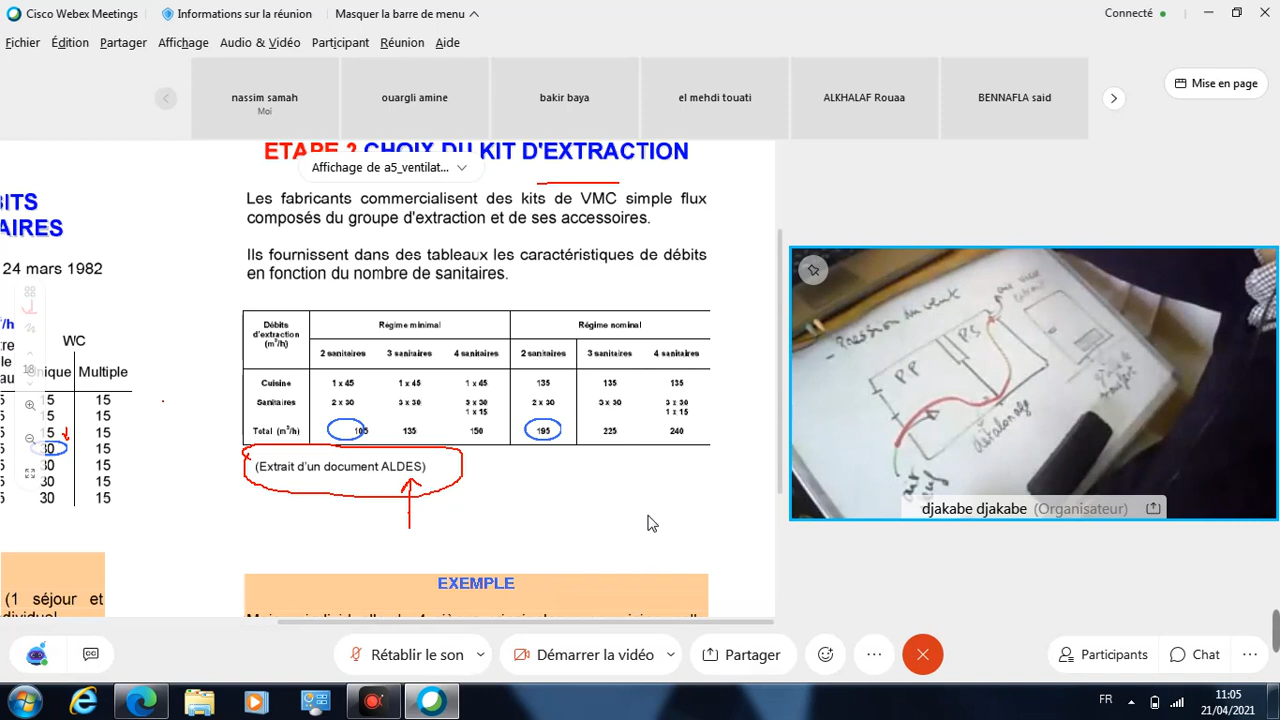 Cisco Webex Meetings
Informations sur la réunion
Masquer la barre de menu
Connecté
Fichier Édition Partager Affichage Audio & Vidéo Participant Réunion Aide
nassim samah
Moi
ouargli amine
bakir baya
el mehdi touati
ALKHALAF Rouaa
BENNAFLA said
Mise en page
ETAPE 2 CHOIX DU KIT D'EXTRACTION
Affichage de a5_ventilat...
Les fabricants commercialisent des kits de VMC simple flux
composés du groupe d'extraction et de ses accessoires.
Ils fournissent dans des tableaux les caractéristiques de débits
en fonction du nombre de sanitaires.
BITS
AIRES
24 mars 1982
WC
unique Multiple
15 15
15 15
15 15
30 15
30 15
30 15
30 15
18
Débits d'extraction (m³/h) Régime minimal Régime nominal
2 sanitaires 3 sanitaires 4 sanitaires 2 sanitaires 3 sanitaires 4 sanitaires
Cuisine 1 x 45 1 x 45 1 x 45 135 135 135
Sanitaires 2 x 30 3 x 30 3 x 30 2 x 30 3 x 30 3 x 30
1 x 15 1 x 15
Total (m³/h) 105 135 150 195 225 240
(Extrait d'un document ALDES)
EXEMPLE
(1 séjour et
- Pression du vent
PP
PS
détalonage
djakabe djakabe (Organisateur)
Rétablir le son
Démarrer la vidéo
Partager
Participants
Chat
FR
11:05
21/04/2021